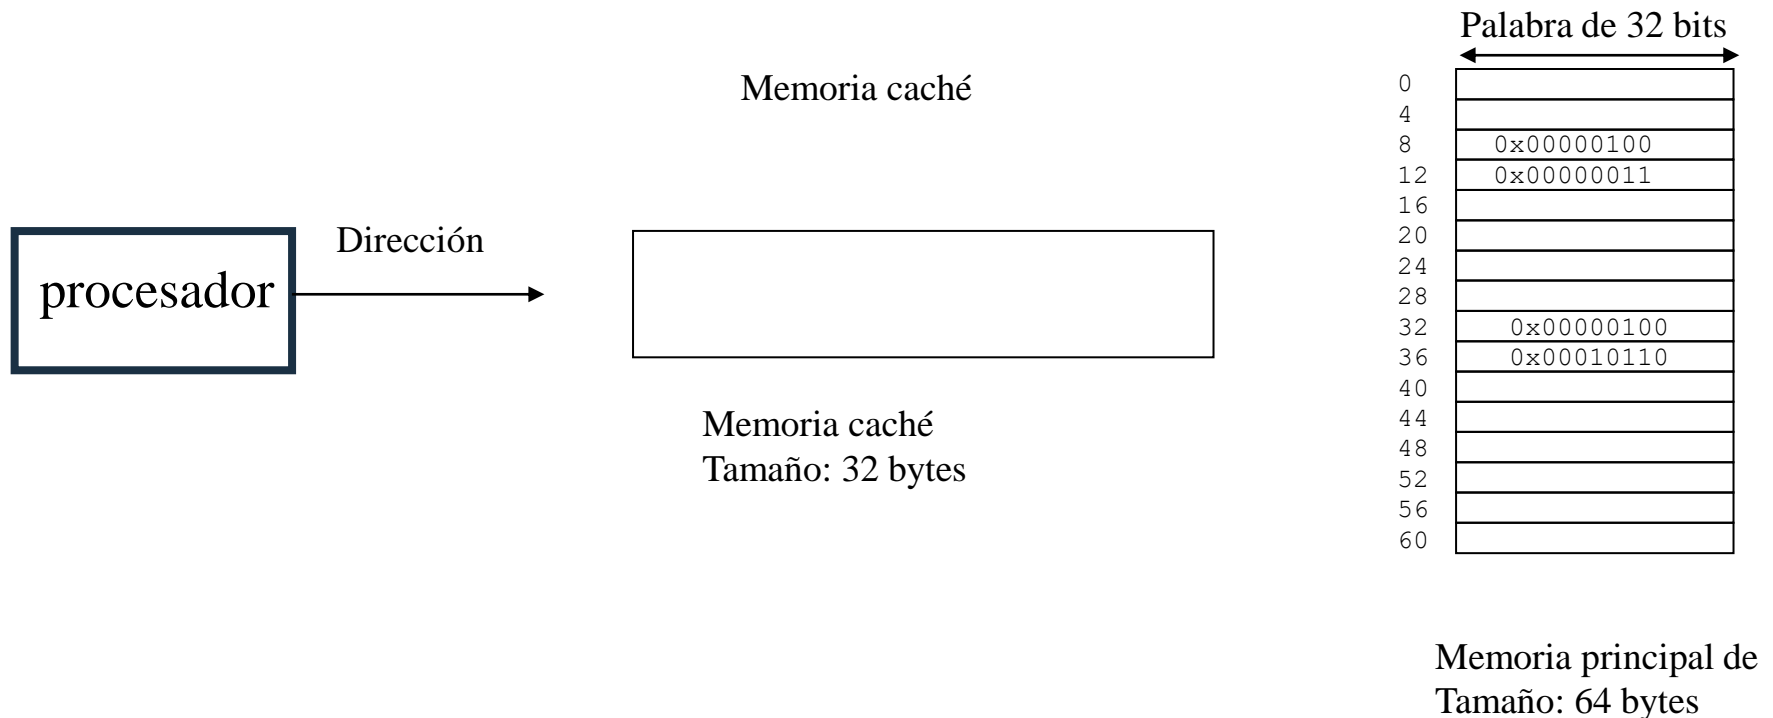 Palabra de 32 bits
Memoria caché
0
4
8 0x00000100
12 0x00000011
16
20
24
28
32 0x00000100
36 0x00010110
40
44
48
52
56
60
procesador
Dirección
Memoria caché
Tamaño: 32 bytes
Memoria principal de
Tamaño: 64 bytes